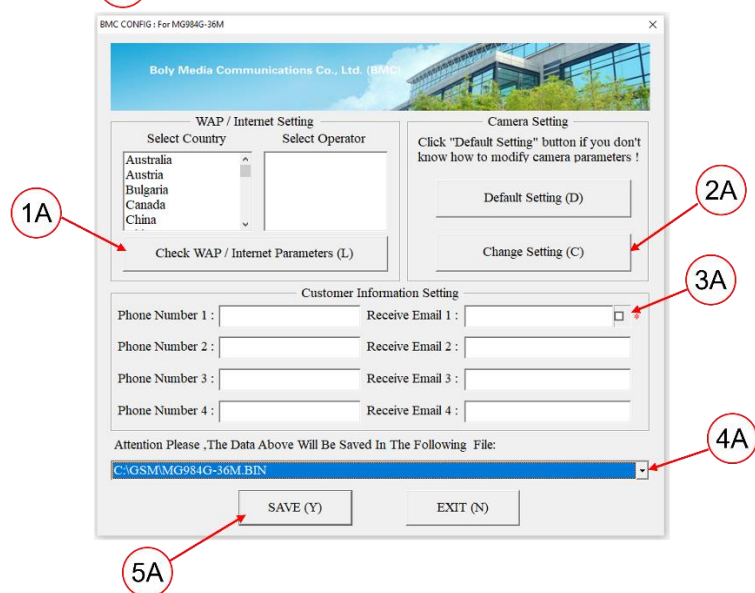 BMC CONFIG : For MG984G-36M
Boly Media Communications Co., Ltd. (BMC)
WAP / Internet Setting
Select Country Select Operator
Australia
Austria
Bulgaria
Canada
China
Check WAP / Internet Parameters (L)
Camera Setting
Click "Default Setting" button if you don't
know how to modify camera parameters !
Default Setting (D)
Change Setting (C)
1A
2A
3A
Customer Information Setting
Phone Number 1 : Receive Email 1 : *
Phone Number 2 : Receive Email 2 :
Phone Number 3 : Receive Email 3 :
Phone Number 4 : Receive Email 4 :
4A
Attention Please ,The Data Above Will Be Saved In The Following File:
C:\GSM\MG984G-36M.BIN
SAVE (Y) EXIT (N)
5A